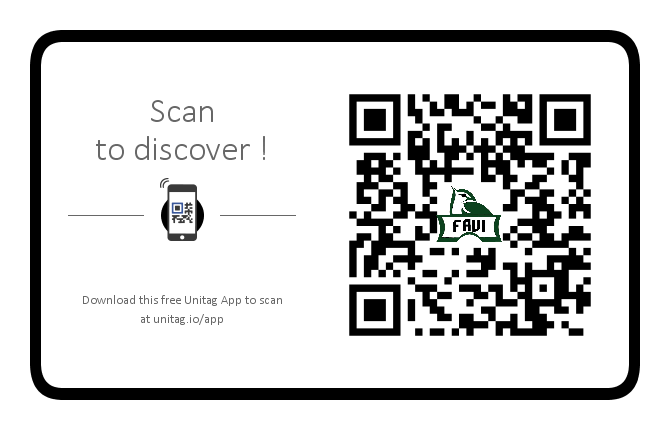 Scan
to discover !
Download this free Unitag App to scan
at unitag.io/app
FAVI